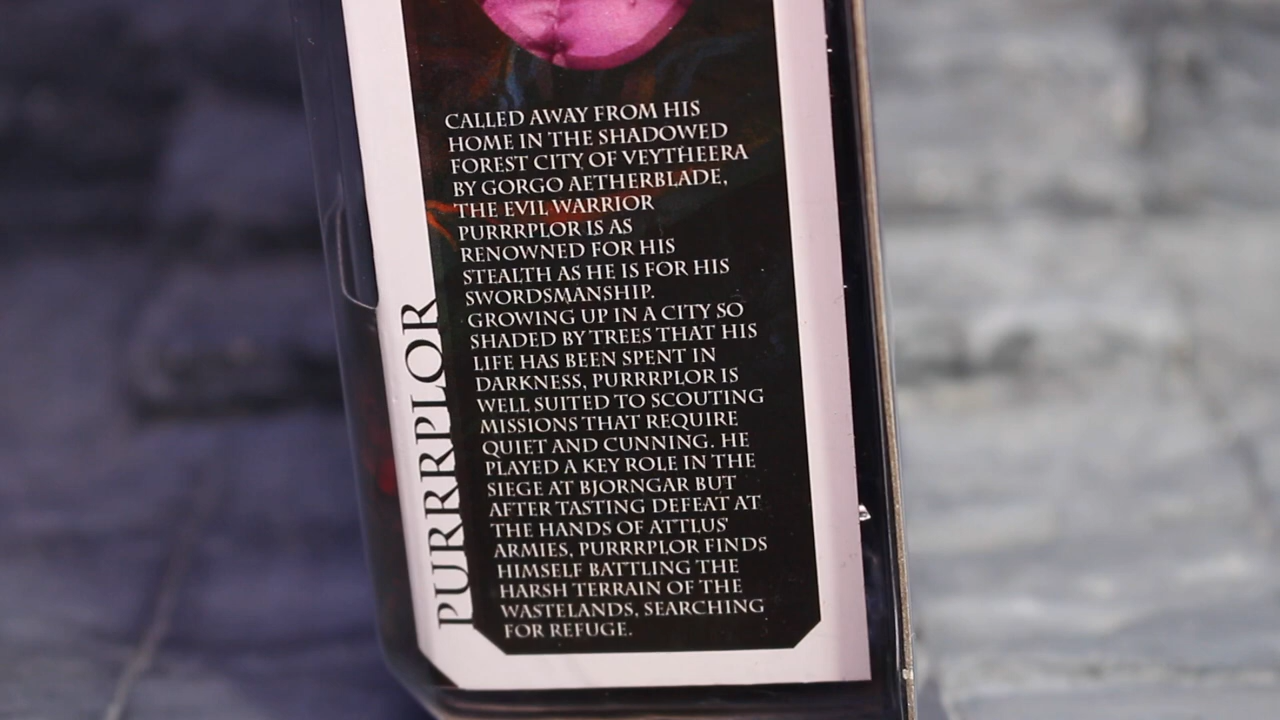 CALLED AWAY FROM HIS
HOME IN THE SHADOWED
FOREST CITY OF VEYTHEERA
BY GORGO AETHERBLADE,
THE EVIL WARRIOR
PURRRPLOR IS AS
RENOWNED FOR HIS
STEALTH AS HE IS FOR HIS
SWORDSMANSHIP.
GROWING UP IN A CITY SO
SHADED BY TREES THAT HIS
LIFE HAS BEEN SPENT IN
DARKNESS, PURRRPLOR IS
WELL SUITED TO SCOUTING
MISSIONS THAT REQUIRE
QUIET AND CUNNING. HE
PLAYED A KEY ROLE IN THE
SIEGE AT BJORNGAR BUT
AFTER TASTING DEFEAT AT
THE HANDS OF ATTLUS'
ARMIES, PURRRPLOR FINDS
HIMSELF BATTLING THE
HARSH TERRAIN OF THE
WASTELANDS, SEARCHING
FOR REFUGE.
PURRRPLOR